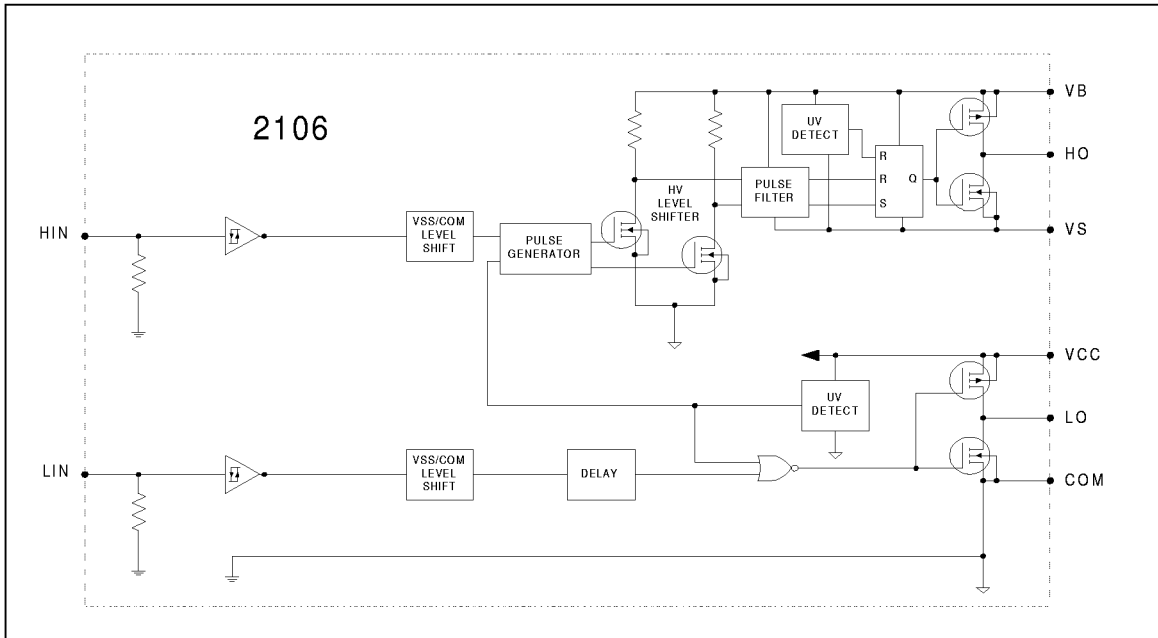 2106
VB
UV
DETECT
HO
R
R
Q
S
HV
LEVEL
SHIFTER
PULSE
FILTER
VS
HIN
VSS/COM
LEVEL
SHIFT
PULSE
GENERATOR
VCC
UV
DETECT
LO
LIN
VSS/COM
LEVEL
SHIFT
DELAY
COM